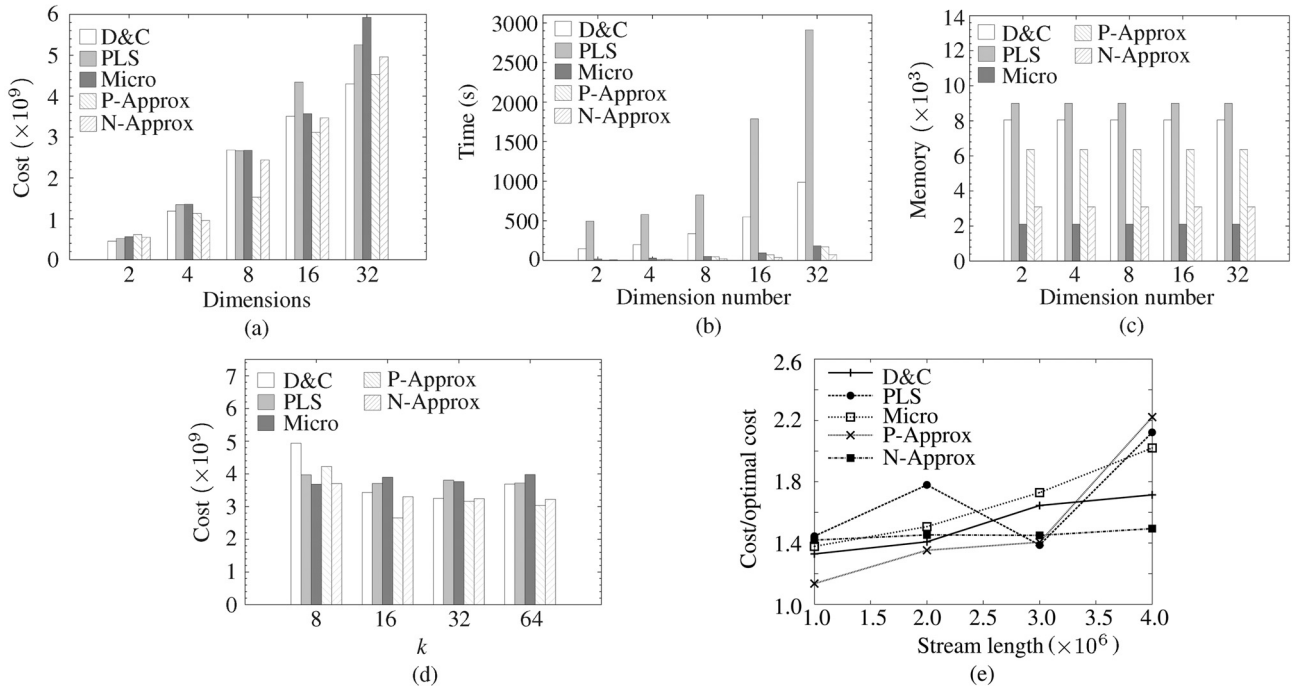 Cost (×10⁹)
7
6
5
4
3
2
1
0
D&C
PLS
Micro
P-Approx
N-Approx
2 4 8 16 32
Dimensions
(a)
Time (s)
3000
2500
2000
1500
1000
500
0
D&C
PLS
Micro
P-Approx
N-Approx
2 4 8 16 32
Dimension number
(b)
Memory (×10³)
14
12
10
8
6
4
2
0
D&C P-Approx
PLS N-Approx
Micro
2 4 8 16 32
Dimension number
(c)
Cost (×10⁹)
7
6
5
4
3
2
1
0
D&C P-Approx
PLS N-Approx
Micro
8 16 32 64
k
(d)
Cost/optimal cost
2.6
2.2
1.8
1.4
1.0
D&C
PLS
Micro
P-Approx
N-Approx
1.0 1.5 2.0 2.5 3.0 3.5 4.0
Stream length (×10⁶)
(e)